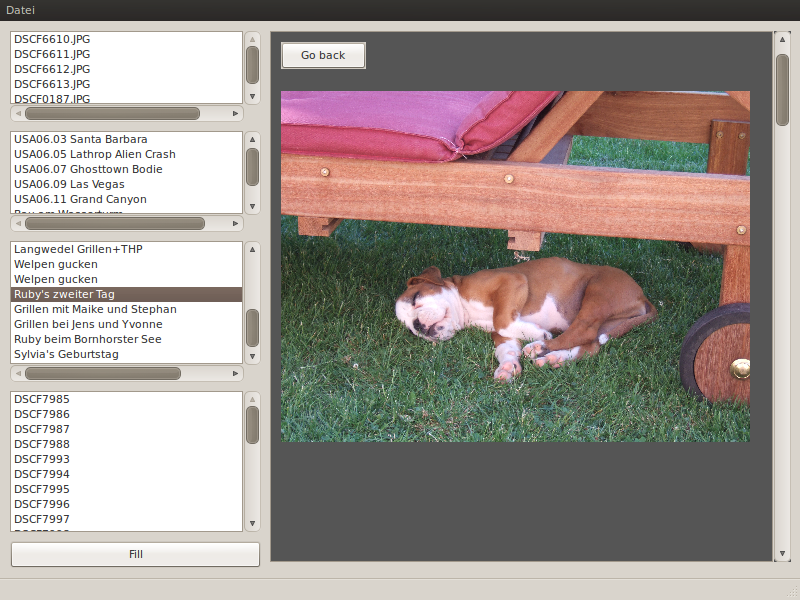 Datei
DSCF6610.JPG
DSCF6611.JPG
DSCF6612.JPG
DSCF6613.JPG
DSCF0187.JPG
USA06.03 Santa Barbara
USA06.05 Lathrop Alien Crash
USA06.07 Ghosttown Bodie
USA06.09 Las Vegas
USA06.11 Grand Canyon
Langwedel Grillen+THP
Welpen gucken
Welpen gucken
Ruby's zweiter Tag
Grillen mit Maike und Stephan
Grillen bei Jens und Yvonne
Ruby beim Bornhorster See
Sylvia's Geburtstag
DSCF7985
DSCF7986
DSCF7987
DSCF7988
DSCF7993
DSCF7994
DSCF7995
DSCF7996
DSCF7997
Fill
Go back